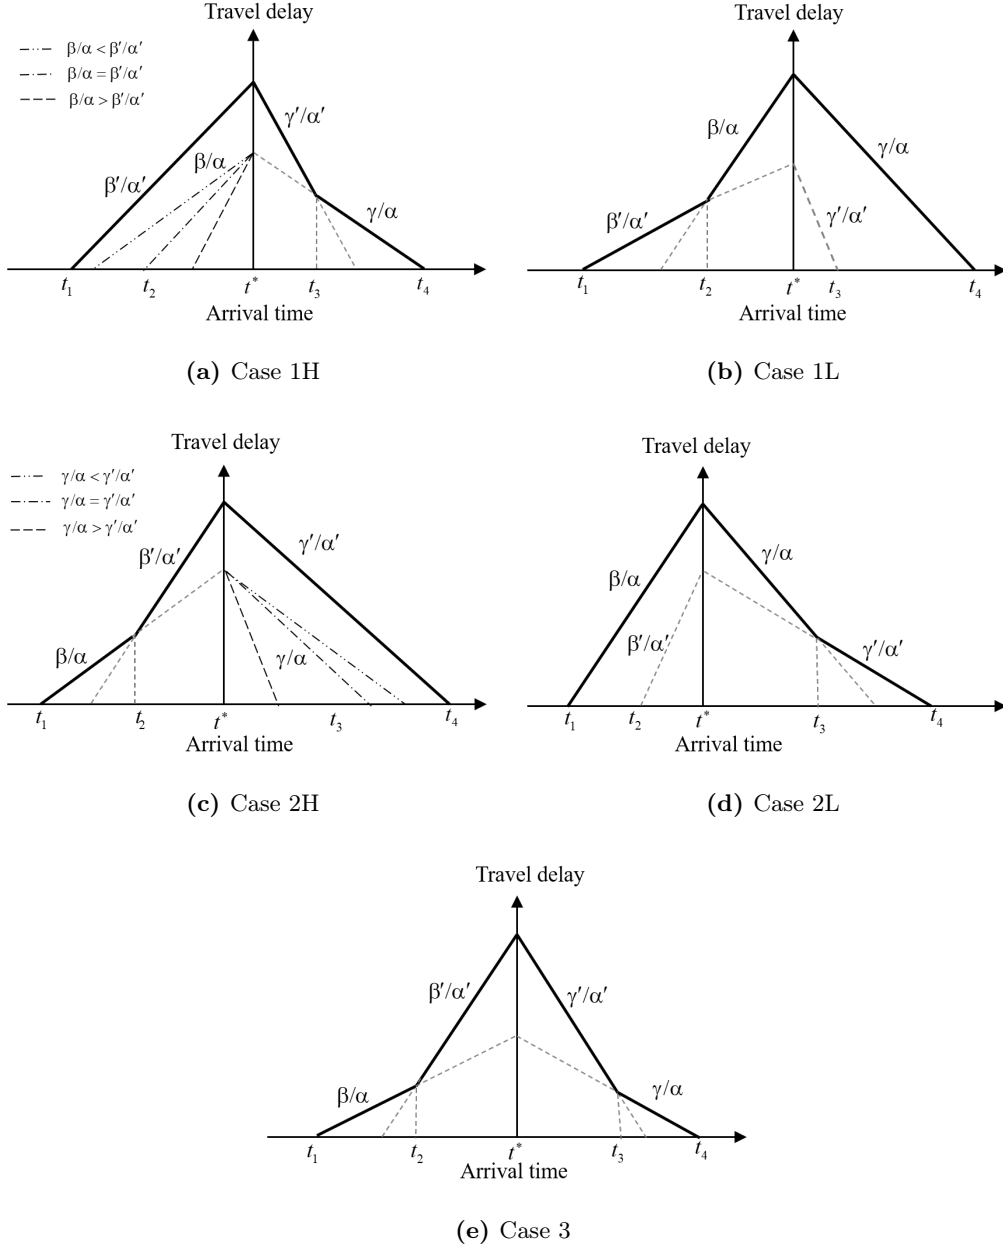 Travel delay
β/α < β′/α′
β/α = β′/α′
β/α > β′/α′
γ′/α′
β/α
β′/α′
γ/α
t1 t2 t* t3 t4
Arrival time
(a) Case 1H
Travel delay
β/α
γ/α
β′/α′
γ′/α′
t1 t2 t* t3 t4
Arrival time
(b) Case 1L
Travel delay
γ/α < γ′/α′
γ/α = γ′/α′
γ/α > γ′/α′
β′/α′
γ′/α′
β/α
γ/α
t1 t2 t* t3 t4
Arrival time
(c) Case 2H
Travel delay
γ/α
β/α
β′/α′
γ′/α′
t1 t2 t* t3 t4
Arrival time
(d) Case 2L
Travel delay
β′/α′
γ′/α′
β/α
γ/α
t1 t2 t* t3 t4
Arrival time
(e) Case 3